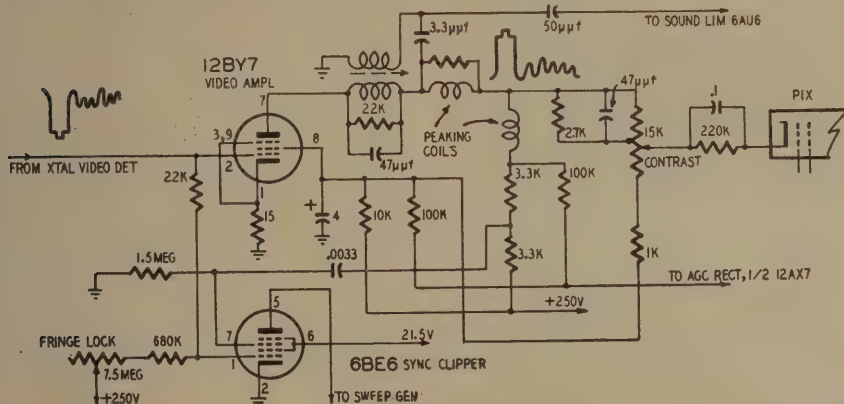 TO SOUND LIM 6AU6
50µµf
3.3µµf
12BY7
VIDEO AMPL
47µµf
.1
PIX
7
22K
2.7K
15K
220K
3,9
8
PEAKING
COILS
CONTRAST
FROM XTAL VIDEO DET
2
47µµf
22K
1
3.3K
100K
15
+
4
10K
100K
1.5 MEG
.0033
3.3K
1K
TO AGC RECT, 1/2 12AX7
5
+250V
FRINGE LOCK
680K
7
6
21.5V
7.5MEG
1
6BE6 SYNC CLIPPER
2
+250V
TO SWEEP GEN